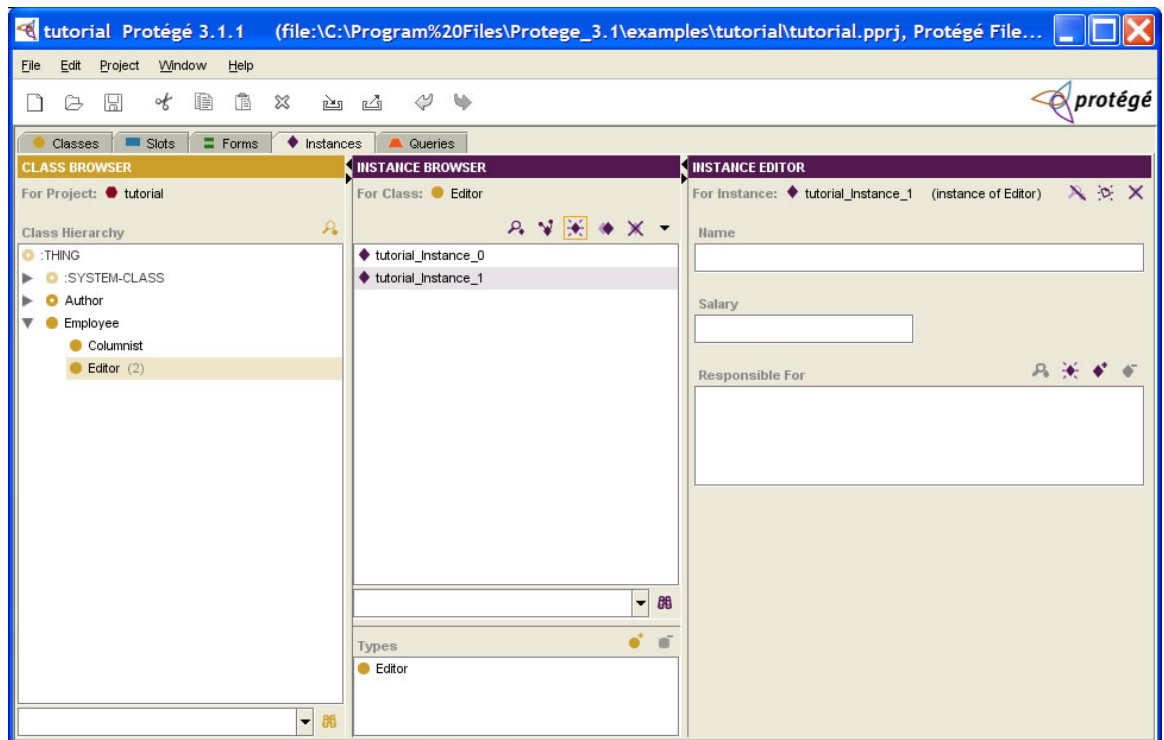 tutorial Protégé 3.1.1 (file:\C:\Program%20Files\Protege_3.1\examples\tutorial\tutorial.pprj, Protégé File...
File Edit Project Window Help
protégé
Classes Slots Forms Instances Queries
CLASS BROWSER
For Project: tutorial
Class Hierarchy
:THING
:SYSTEM-CLASS
Author
Employee
Columnist
Editor (2)
INSTANCE BROWSER
For Class: Editor
tutorial_Instance_0
tutorial_Instance_1
Types
Editor
INSTANCE EDITOR
For Instance: tutorial_Instance_1 (instance of Editor)
Name
Salary
Responsible For